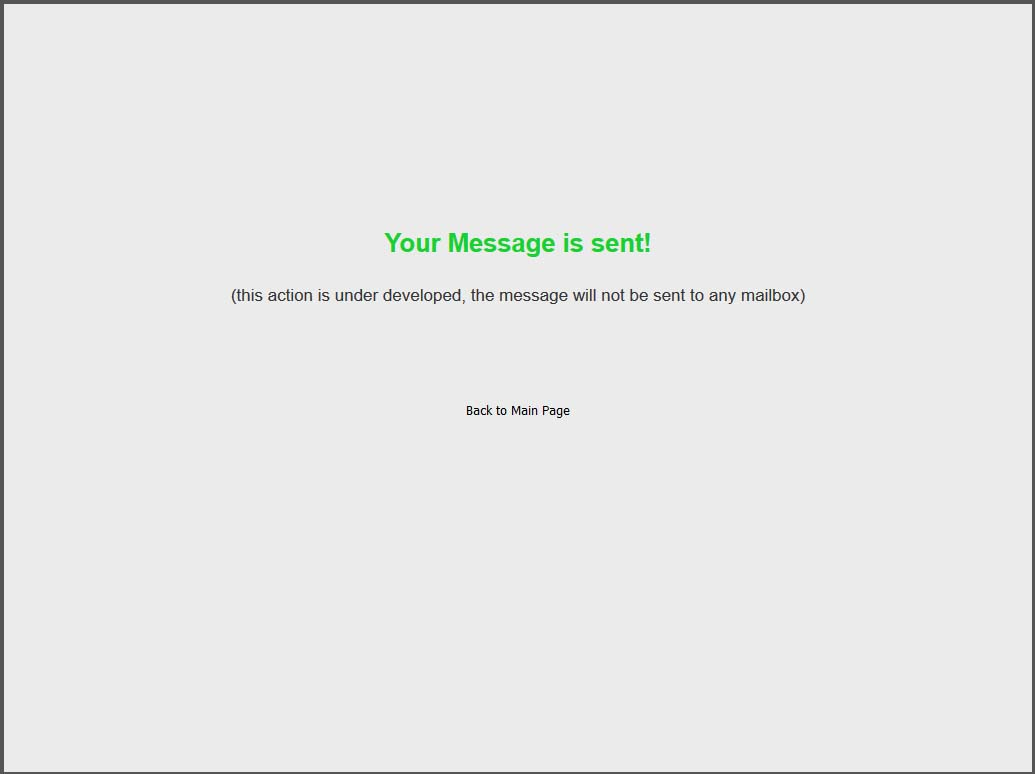 Your Message is sent!
(this action is under developed, the message will not be sent to any mailbox)
Back to Main Page